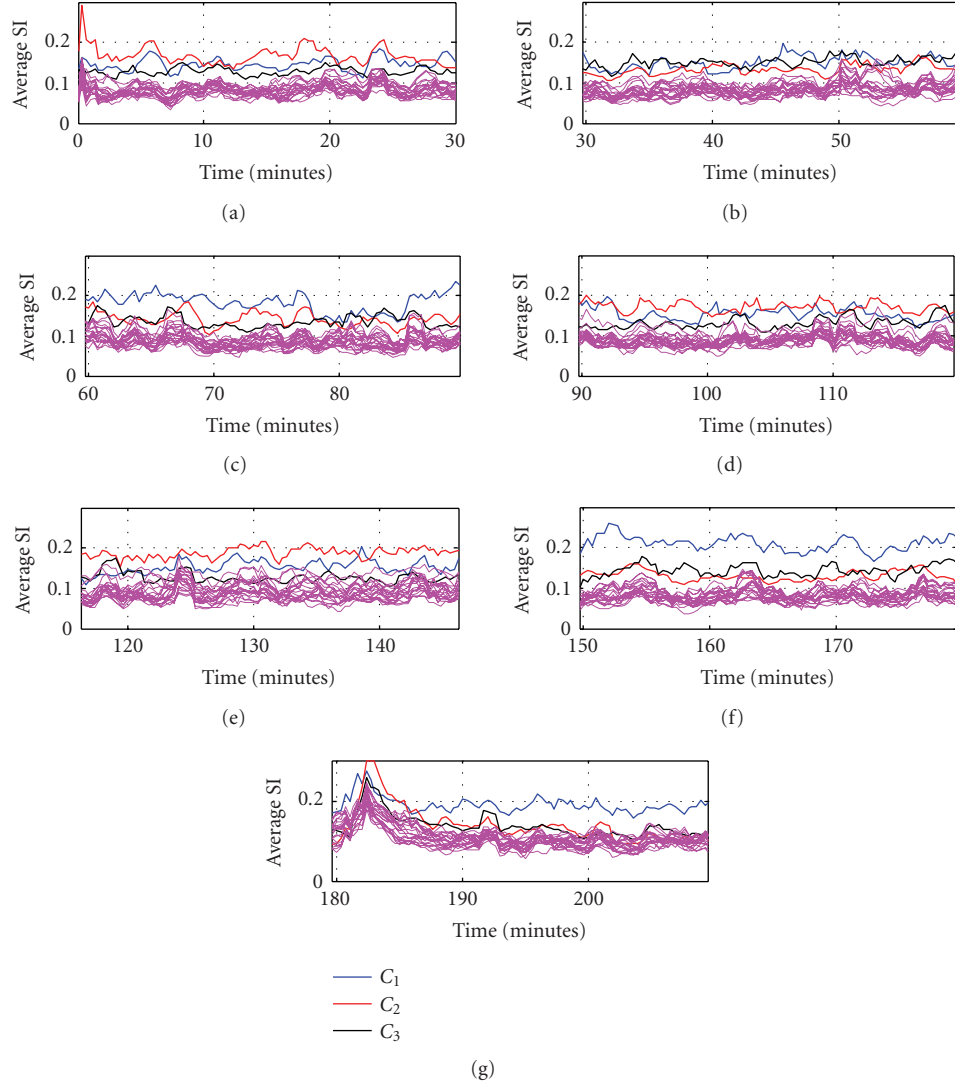 Average SI
0.2
0.1
0
0 10 20 30
Time (minutes)
(a)
Average SI
0.2
0.1
0
30 40 50
Time (minutes)
(b)
Average SI
0.2
0.1
0
60 70 80
Time (minutes)
(c)
Average SI
0.2
0.1
0
90 100 110
Time (minutes)
(d)
Average SI
0.2
0.1
0
120 130 140
Time (minutes)
(e)
Average SI
0.2
0.1
0
150 160 170
Time (minutes)
(f)
Average SI
0.2
0
180 190 200
Time (minutes)
C₁
C₂
C₃
(g)